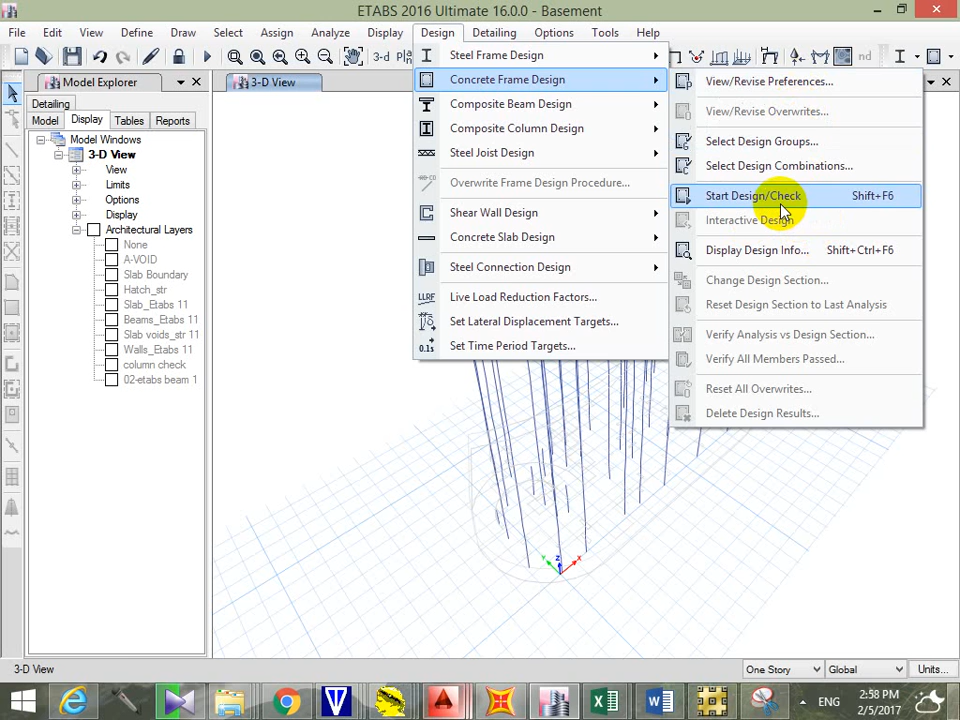 ETABS 2016 Ultimate 16.0.0 - Basement
File Edit View Define Draw Select Assign Analyze Display Design Detailing Options Tools Help
3-d
nd
Model Explorer
3-D View
Detailing
Model Display Tables Reports
Model Windows
3-D View
View
Limits
Options
Display
Architectural Layers
None
A-VOID
Slab Boundary
Hatch_str
Slab_Etabs 11
Beams_Etabs 11
Slab voids_str 11
Walls_Etabs 11
column check
02-etabs beam 1
Steel Frame Design
Concrete Frame Design
Composite Beam Design
Composite Column Design
Steel Joist Design
Overwrite Frame Design Procedure...
Shear Wall Design
Concrete Slab Design
Steel Connection Design
LLRF Live Load Reduction Factors...
Set Lateral Displacement Targets...
0.1s Set Time Period Targets...
View/Revise Preferences...
View/Revise Overwrites...
Select Design Groups...
Select Design Combinations...
Start Design/Check Shift+F6
Interactive Design
Display Design Info... Shift+Ctrl+F6
Change Design Section...
Reset Design Section to Last Analysis
Verify Analysis vs Design Section...
Verify All Members Passed...
Reset All Overwrites...
Delete Design Results...
Y Z X
3-D View
One Story Global Units...
ENG
2:58 PM
2/5/2017